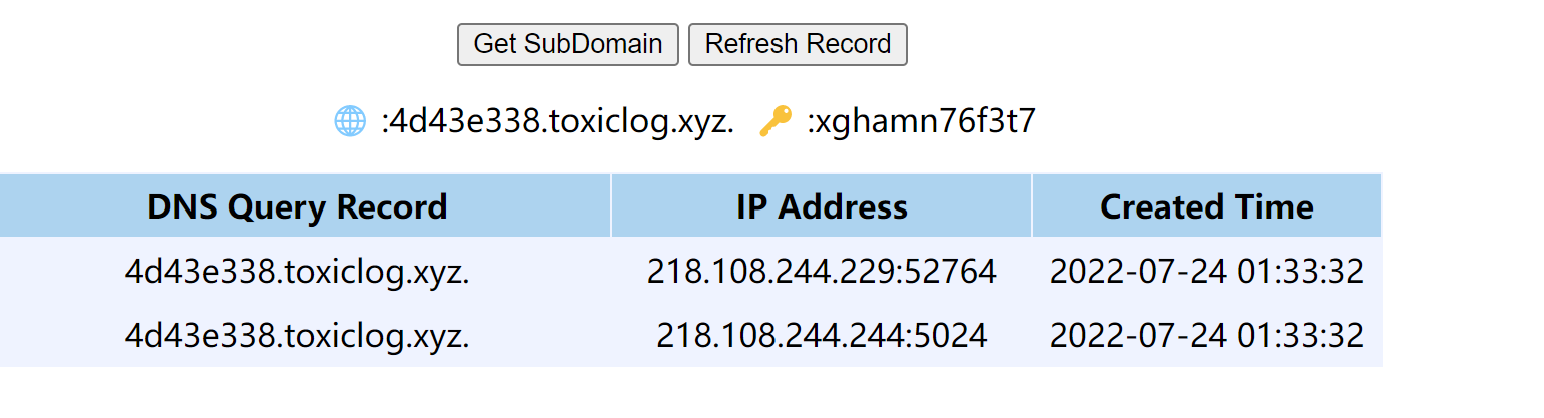 Get SubDomain Refresh Record
:4d43e338.toxiclog.xyz. :xghamn76f3t7
DNS Query Record IP Address Created Time
4d43e338.toxiclog.xyz. 218.108.244.229:52764 2022-07-24 01:33:32
4d43e338.toxiclog.xyz. 218.108.244.244:5024 2022-07-24 01:33:32